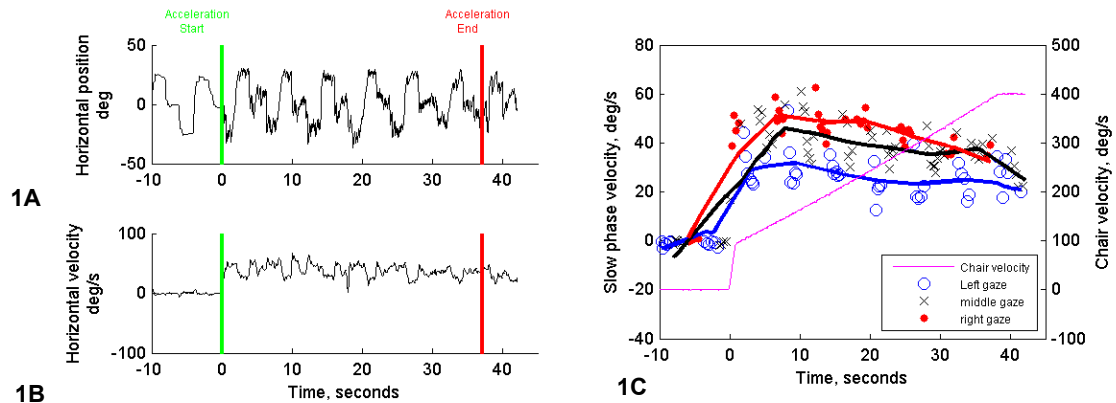 Acceleration
Start
Acceleration
End
Horizontal position
deg
50
0
-50
-10
0
10
20
30
40
1A
Horizontal velocity
deg/s
100
0
-100
-10
0
10
20
30
40
Time, seconds
1B
Slow phase velocity, deg/s
80
60
40
20
0
-20
-40
-10
0
10
20
30
40
Time, seconds
500
400
300
200
100
0
-100
Chair velocity, deg/s
Chair velocity
Left gaze
middle gaze
right gaze
1C